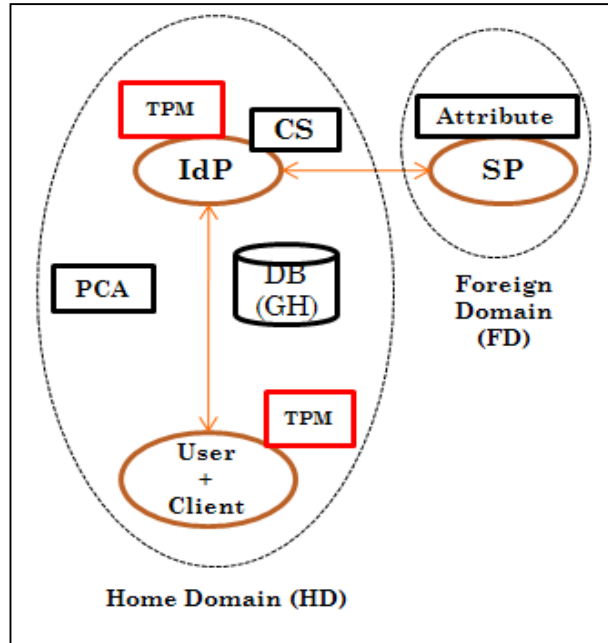 TPM
CS
IdP
Attribute
SP
PCA
DB
(GH)
Foreign
Domain
(FD)
TPM
User
+
Client
Home Domain (HD)